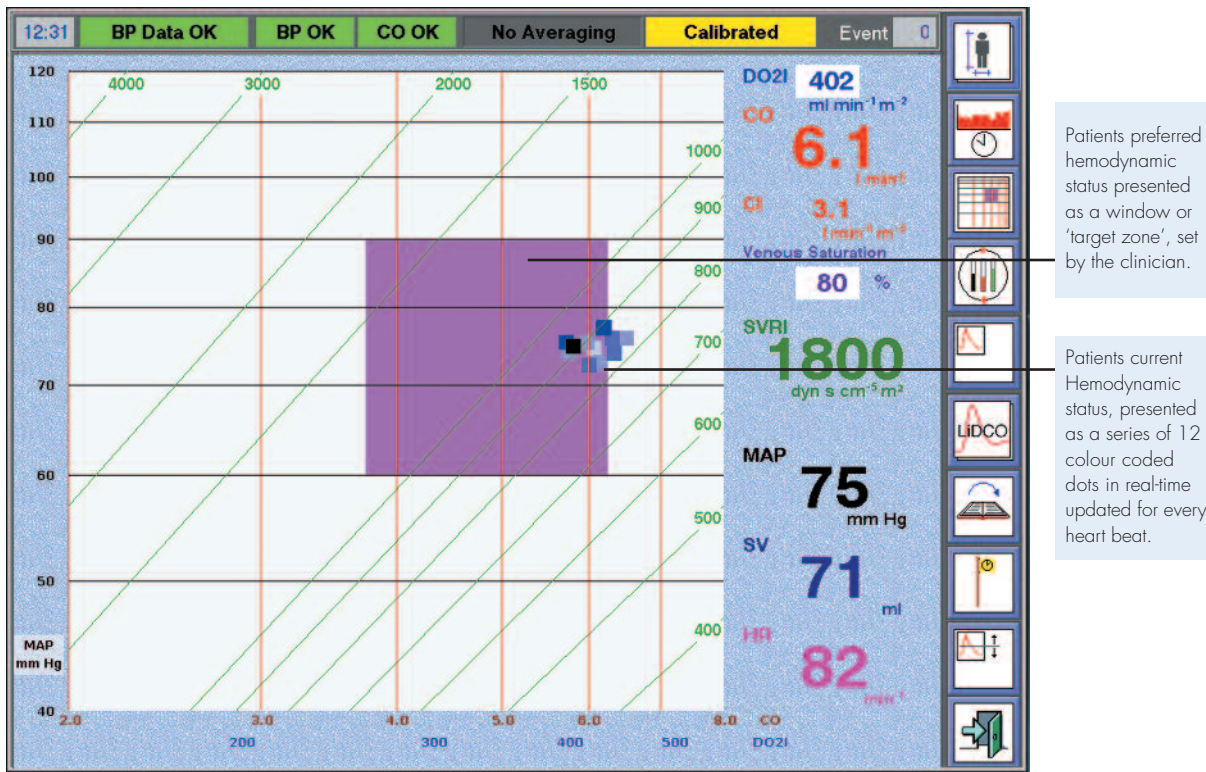 12:31 BP Data OK BP OK CO OK No Averaging Calibrated Event 0
120
110
100
90
80
70
60
50
MAP
mm Hg
40
4000 3000 2000 1500
1000
900
800
700
600
500
400
2.0 3.0 4.0 5.0 6.0 8.0 CO
200 300 400 500 DO2I
DO2I 402
ml min⁻¹ m⁻²
CO
6.1
l min⁻¹
CI 3.1
l min⁻¹ m⁻²
Venous Saturation
80 %
SVRI
1800
dyn s cm⁻⁵ m²
MAP
75
mm Hg
SV
71
ml
HR
82
min⁻¹
LiDCO
Patients preferred
hemodynamic
status presented
as a window or
‘target zone’, set
by the clinician.
Patients current
Hemodynamic
status, presented
as a series of 12
colour coded
dots in real-time
updated for every
heart beat.